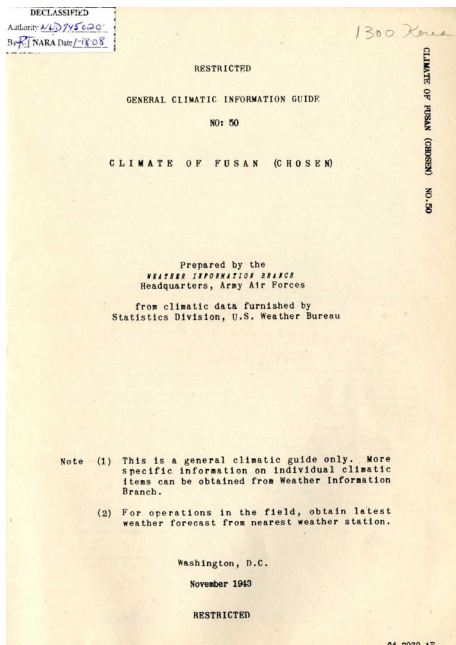 DECLASSIFIED
Authority NLD 745020
By RT NARA Date 1-78-08
1300 Korea
RESTRICTED
GENERAL CLIMATIC INFORMATION GUIDE
NO: 50
CLIMATE OF FUSAN (CHOSEN)
CLIMATE OF FUSAN (CHOSEN) NO.50
Prepared by the
WEATHER INFORMATION BRANCH
Headquarters, Army Air Forces
from climatic data furnished by
Statistics Division, U.S. Weather Bureau
Note (1) This is a general climatic guide only. More
specific information on individual climatic
items can be obtained from Weather Information
Branch.
(2) For operations in the field, obtain latest
weather forecast from nearest weather station.
Washington, D.C.
November 1943
RESTRICTED